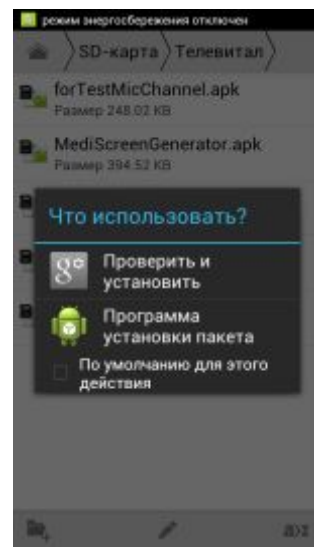 режим энергосбережения отключен
SD-карта Телевитал
forTestMicChannel.apk
Размер 248.02 KB
MediScreenGenerator.apk
Размер 394.52 KB
Что использовать?
Проверить и
установить
Программа
установки пакета
По умолчанию для этого
действия